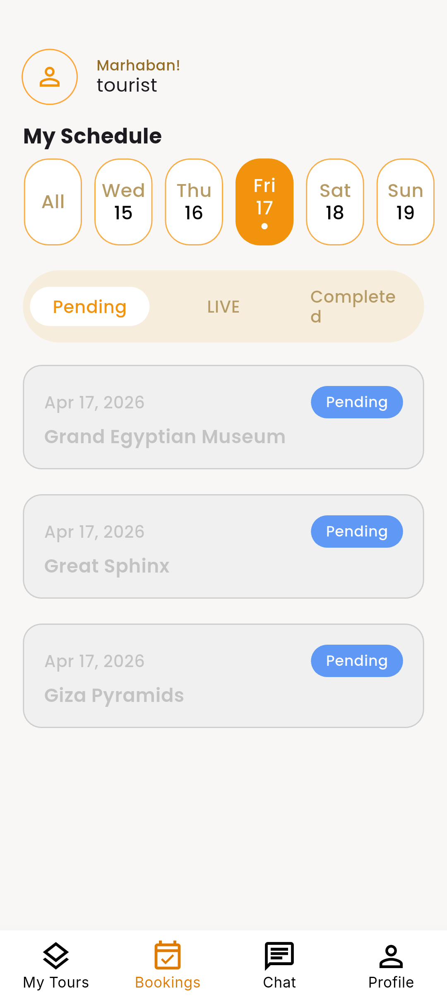 Marhaban!
tourist
My Schedule
All
Wed
15
Thu
16
Fri
17
Sat
18
Sun
19
Pending
LIVE
Complete
d
Apr 17, 2026
Pending
Grand Egyptian Museum
Apr 17, 2026
Pending
Great Sphinx
Apr 17, 2026
Pending
Giza Pyramids
My Tours
Bookings
Chat
Profile